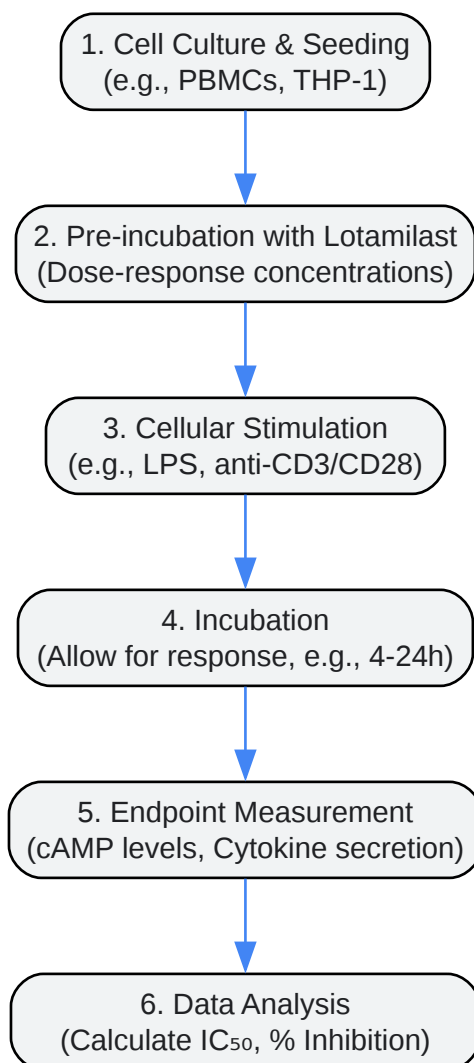 1. Cell Culture & Seeding
(e.g., PBMCs, THP-1)
2. Pre-incubation with Lotamilast
(Dose-response concentrations)
3. Cellular Stimulation
(e.g., LPS, anti-CD3/CD28)
4. Incubation
(Allow for response, e.g., 4-24h)
5. Endpoint Measurement
(cAMP levels, Cytokine secretion)
6. Data Analysis
(Calculate IC₅₀, % Inhibition)